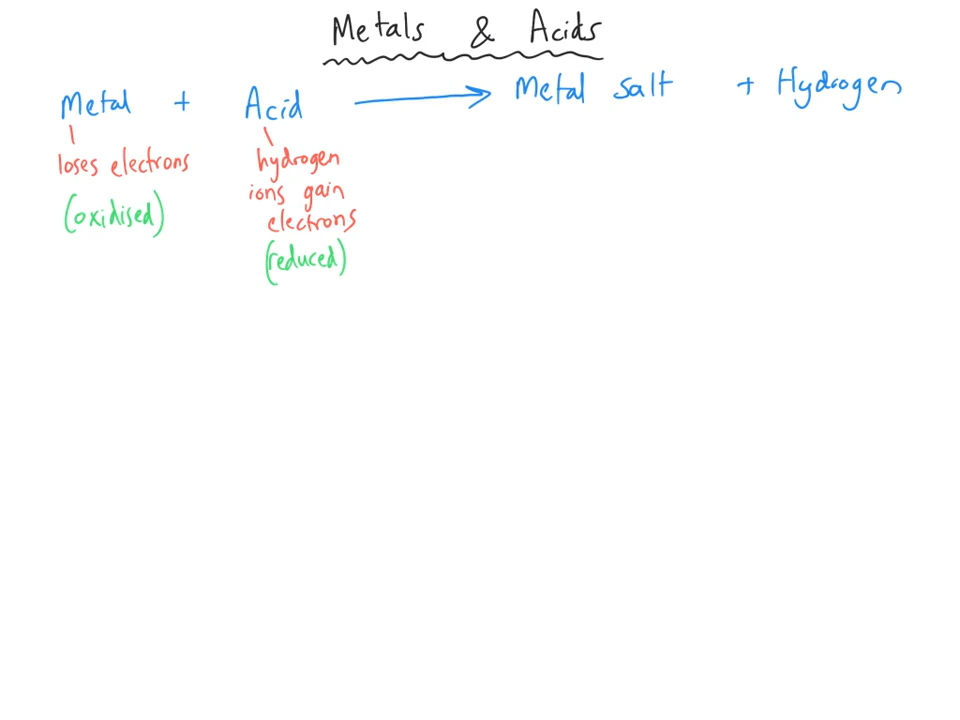 Metals & Acids
Metal + Acid → Metal salt + Hydrogen
loses electrons
(oxidised)
hydrogen
ions gain
electrons
(reduced)